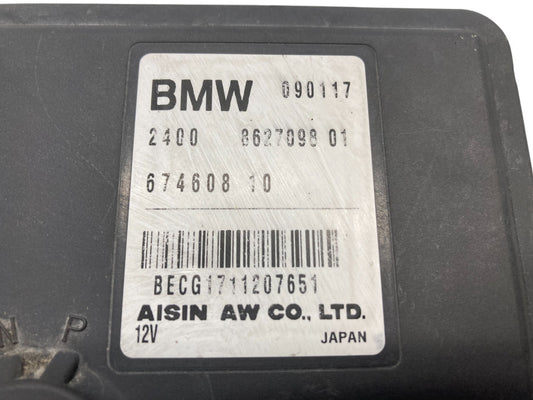 BMW 090117
2400 8627098 01
674608 10
BECG1711207651
AISIN AW CO., LTD.
12V JAPAN
N P